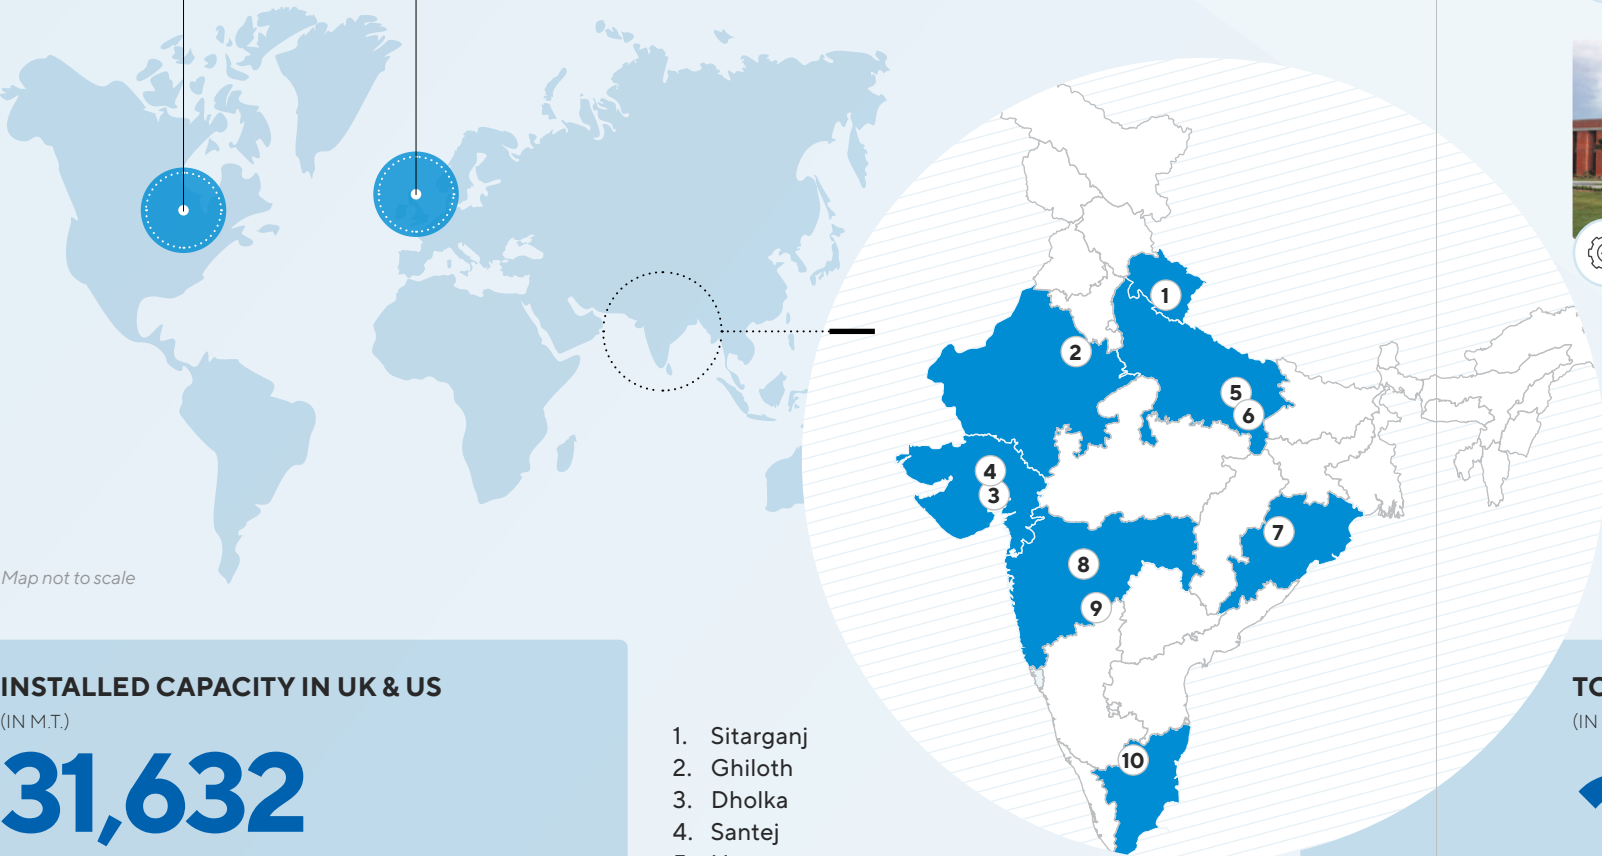 1
2
5
6
4
3
7
8
9
10
Map not to scale
INSTALLED CAPACITY IN UK & US
(IN M.T.)
31,632
1. Sitarganj
2. Ghiloth
3. Dholka
4. Santej
(IN